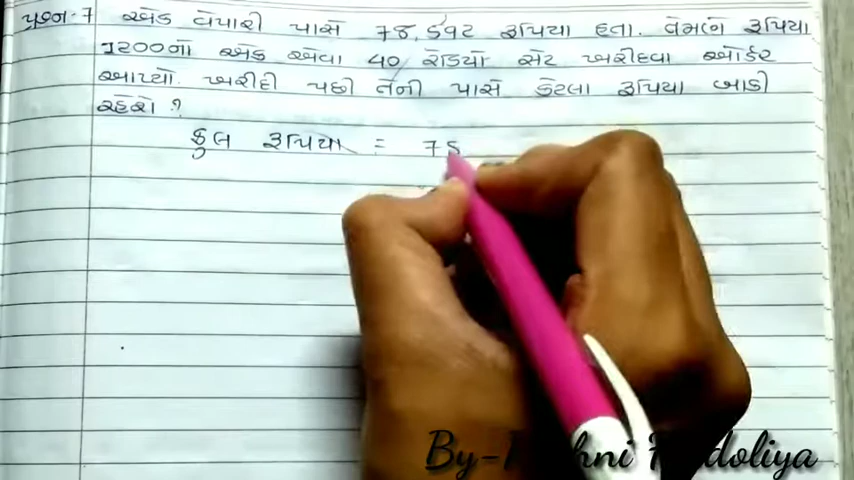 પ્રશ્ન-7 એક વેપારી પાસે 78,592 રૂપિયા હતા. તેમણે રૂપિયા
1200નો એક એવા 40 રેડિયો સેટ ખરીદવા ઓર્ડર
આપ્યો. ખરીદી પછી તેની પાસે કેટલા રૂપિયા બાકી
રહેશે ?
કુલ રૂપિયા = 7
By-